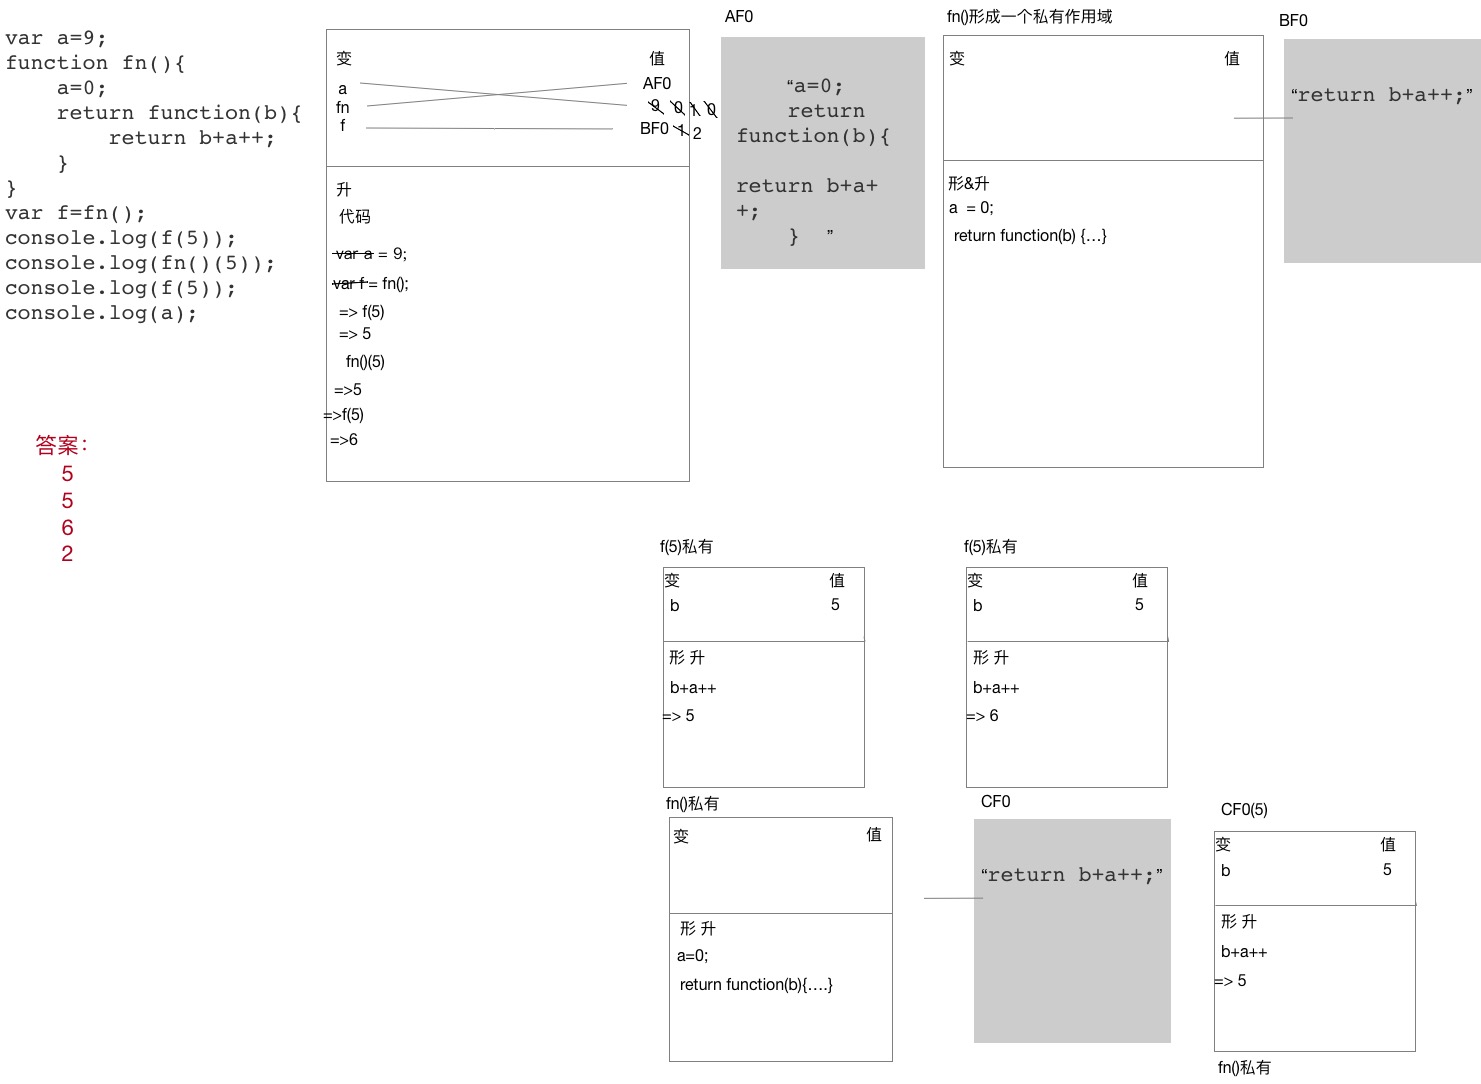 var a=9;
function fn(){
    a=0;
    return function(b){
        return b+a++;
    }
}
var f=fn();
console.log(f(5));
console.log(fn()(5));
console.log(f(5));
console.log(a);
答案：
5
5
6
2
变 值
a AF0
fn 9 0 1 0
f BF0 1 2
升
代码
var a = 9;
var f = fn();
=> f(5)
=> 5
fn()(5)
=>5
=>f(5)
=>6
AF0
“a=0;
return
function(b){
return b+a+
+;
} ”
fn()形成一个私有作用域
变 值
形&升
a = 0;
return function(b) {…}
BF0
“return b+a++;”
f(5)私有
变 值
b 5
形 升
b+a++
=> 5
f(5)私有
变 值
b 5
形 升
b+a++
=> 6
fn()私有
变 值
形 升
a=0;
return function(b){….}
CF0
“return b+a++;”
CF0(5)
变 值
b 5
形 升
b+a++
=> 5
fn()私有